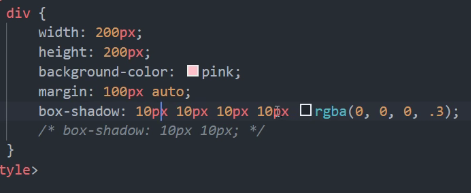 div {
width: 200px;
height: 200px;
background-color: pink;
margin: 100px auto;
box-shadow: 10px 10px 10px 10px rgba(0, 0, 0, .3);
/* box-shadow: 10px 10px; */
}
tyle>